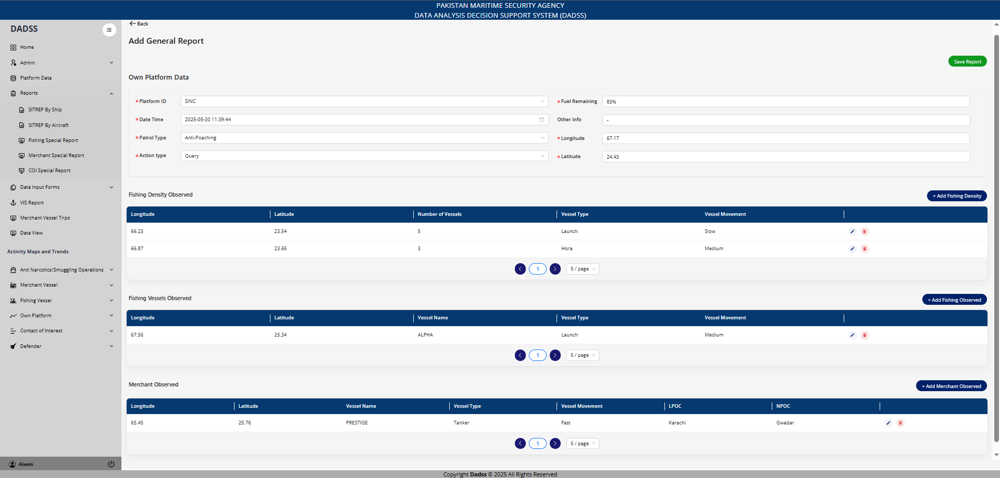 PAKISTAN MARITIME SECURITY AGENCY
DATA ANALYSIS DECISION SUPPORT SYSTEM (DADSS)
DADSS
Home
Admin
Platform Data
Reports
SITREP By Ship
SITREP By Aircraft
Fishing Special Report
Merchant Special Report
COI Special Report
Data Input Forms
VIS Report
Merchant Vessel Trips
Data View
Activity Maps and Trends
Anti Narcotics/Smuggling Operations
Merchant Vessel
Fishing Vessel
Own Platform
Contact of Interest
Defender
Aleem
Back
Add General Report
Save Report
Own Platform Data
* Platform ID SINC * Fuel Remaining 83%
* Date Time 2025-05-30 11:39:44 Other Info -
* Patrol Type Anti-Poaching * Longitude 67.17
* Action type Query * Latitude 24.43
Fishing Density Observed + Add Fishing Density
Longitude Latitude Number of Vessels Vessel Type Vessel Movement
66.23 23.54 5 Launch Slow
66.87 23.65 3 Hora Medium
< 1 > 5 / page
Fishing Vessels Observed + Add Fishing Observed
Longitude Latitude Vessel Name Vessel Type Vessel Movement
67.56 25.34 ALPHA Launch Medium
< 1 > 5 / page
Merchant Observed + Add Merchant Observed
Longitude Latitude Vessel Name Vessel Type Vessel Movement LPOC NPOC
65.45 25.76 PRESTIGE Tanker Fast Karachi Gwadar
< 1 > 5 / page
Copyright Dadss © 2025 All Rights Reserved